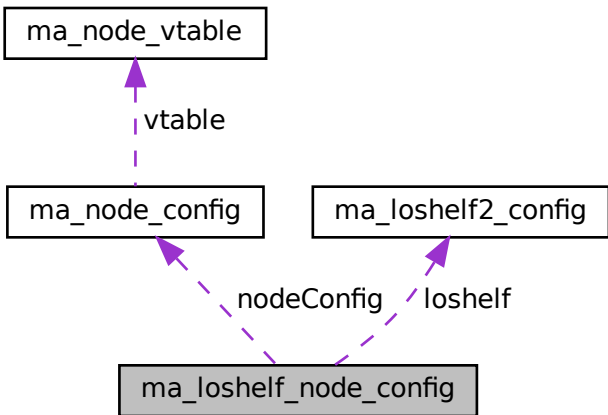 ma_node_vtable
vtable
ma_node_config
ma_loshelf2_config
nodeConfig
loshelf
ma_loshelf_node_config